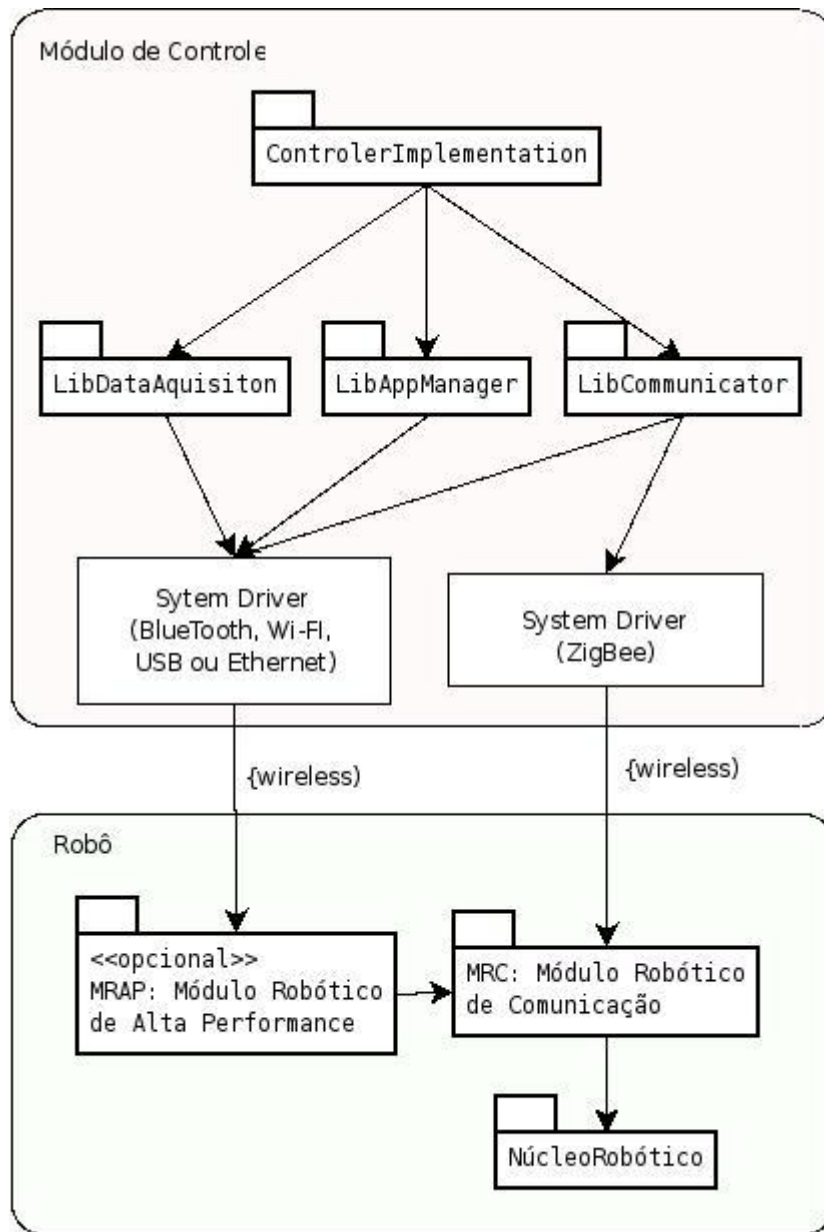 Módulo de Controle
ControlerImplementation
LibDataAquisiton
LibAppManager
LibCommunicator
Sytem Driver
(BlueTooth, Wi-FI,
USB ou Ethernet)
System Driver
(ZigBee)
{wireless)
{wireless)
Robô
<<opcional>>
MRAP: Módulo Robótico
de Alta Performance
MRC: Módulo Robótico
de Comunicação
NúcleoRobótico